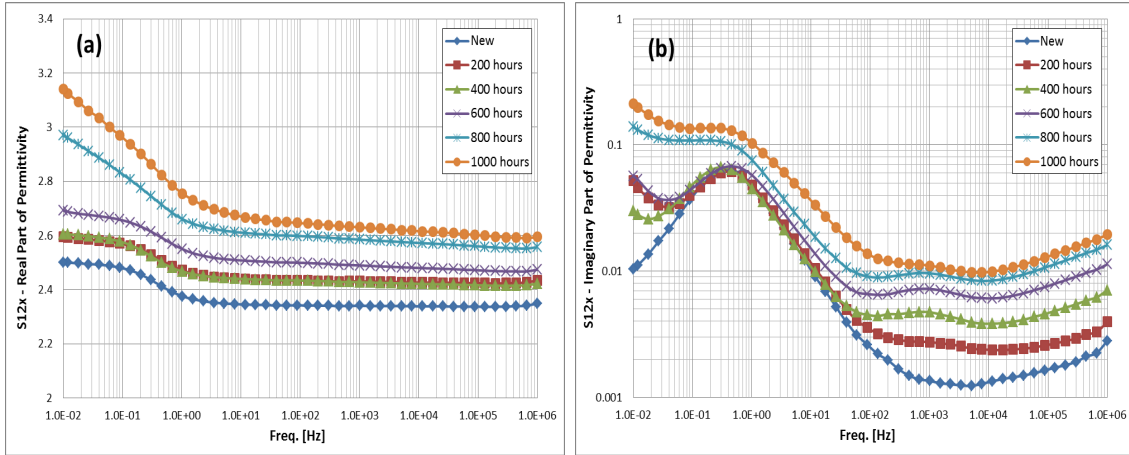 (a)
S12x - Real Part of Permittivity
3.4
3.2
3
2.8
2.6
2.4
2.2
2
1.0E-02 1.0E-01 1.0E+00 1.0E+01 1.0E+02 1.0E+03 1.0E+04 1.0E+05 1.0E+06
Freq. [Hz]
New
200 hours
400 hours
600 hours
800 hours
1000 hours
(b)
S12x - Imaginary Part of Permittivity
1
0.1
0.01
0.001
1.0E-02 1.0E-01 1.0E+00 1.0E+01 1.0E+02 1.0E+03 1.0E+04 1.0E+05 1.0E+06
Freq. [Hz]
New
200 hours
400 hours
600 hours
800 hours
1000 hours